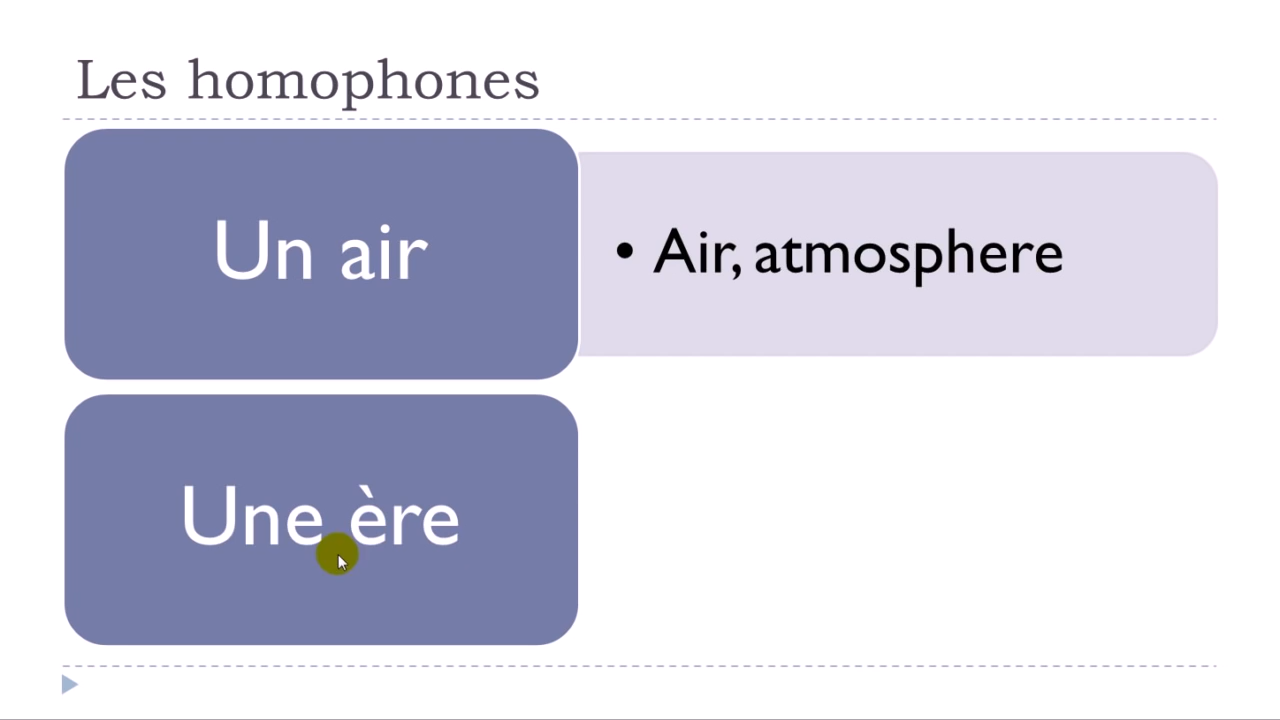 Les homophones
Un air
• Air, atmosphere
Une ère